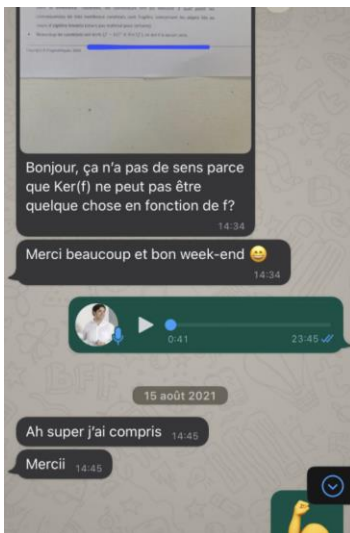 Bonjour, ça n'a pas de sens parce
que Ker(f) ne peut pas être
quelque chose en fonction de f?
14:34
Merci beaucoup et bon week-end 😄
14:34
0:41
23:45
15 août 2021
Ah super j'ai compris 14:45
Mercii 14:45